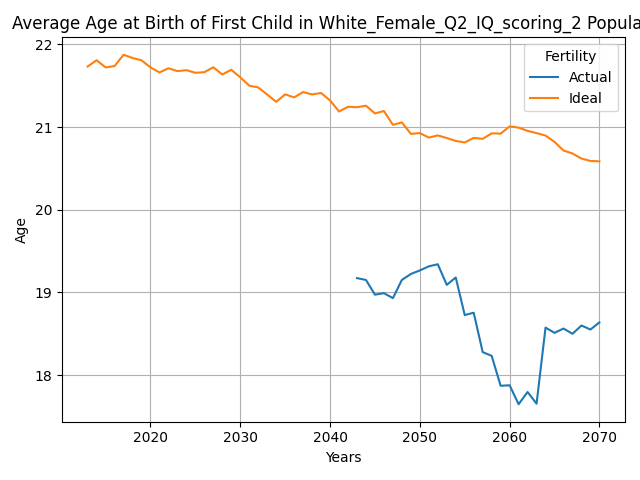 Average Age at Birth of First Child in White_Female_Q2_IQ_scoring_2 Popula
22
21
20
19
18
Age
Fertility
Actual
Ideal
2020 2030 2040 2050 2060 2070
Years